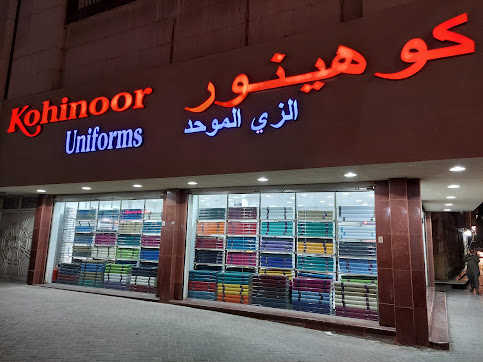 Kohinoor
Uniforms
كوهينور
الزي الموحد